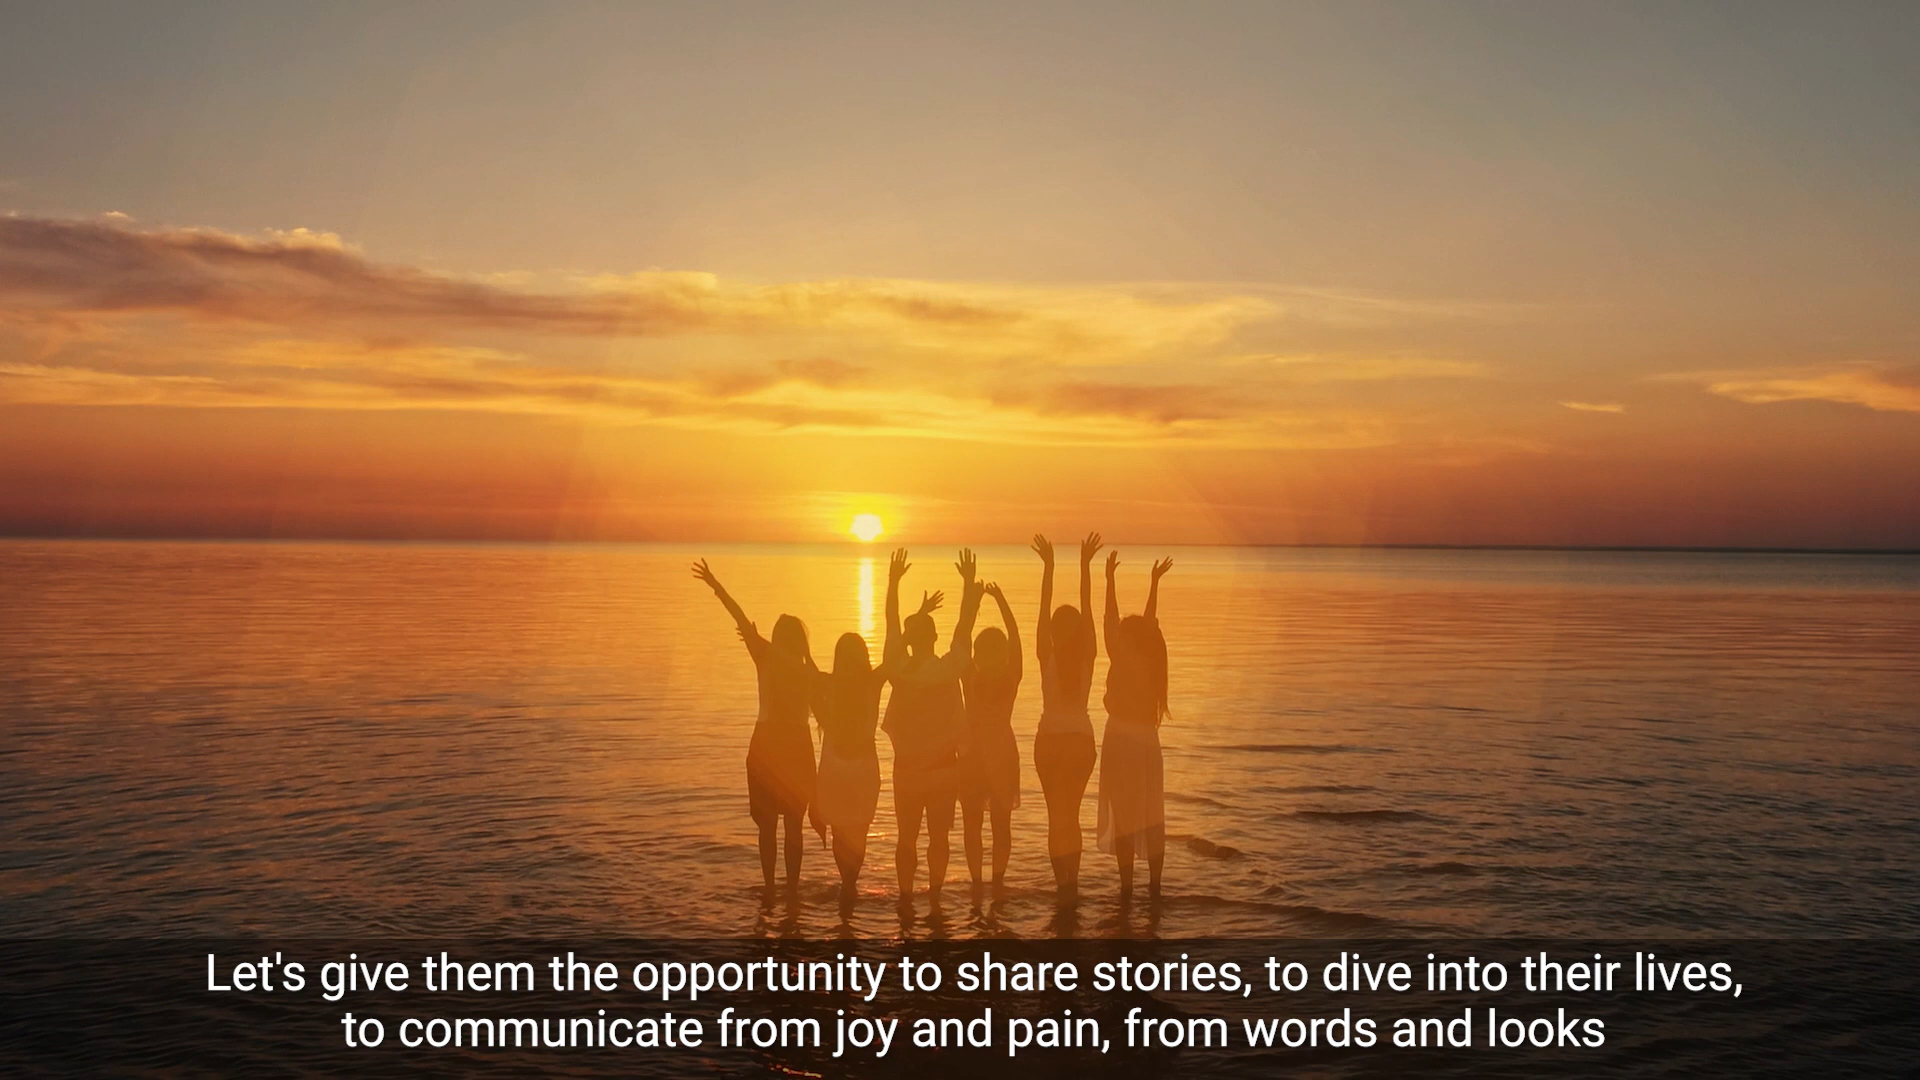 Let's give them the opportunity to share stories, to dive into their lives,
to communicate from joy and pain, from words and looks